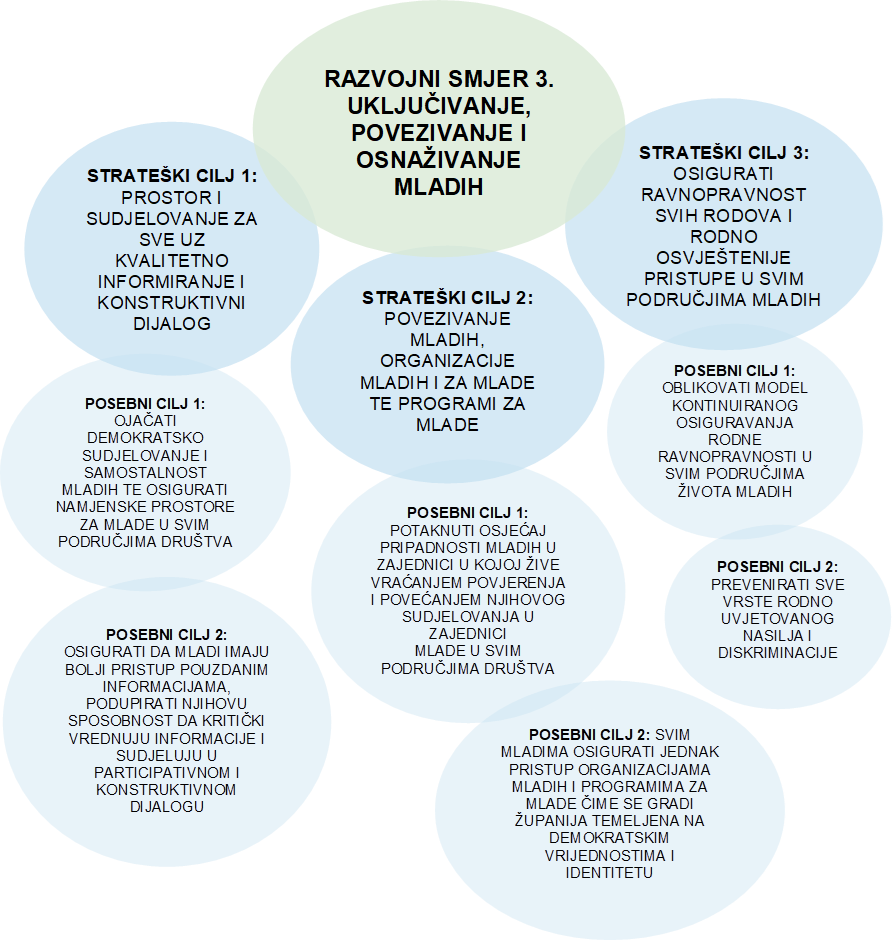 RAZVOJNI SMJER 3.
UKLJUČIVANJE,
POVEZIVANJE I
OSNAŽIVANJE
MLADIH
STRATEŠKI CILJ 1:
PROSTOR I
SUDJELOVANJE ZA
SVE UZ
KVALITETNO
INFORMIRANJE I
KONSTRUKTIVNI
DIJALOG
POSEBNI CILJ 1:
OJAČATI
DEMOKRATSKO
SUDJELOVANJE I
SAMOSTALNOST
MLADIH TE OSIGURATI
NAMJENSKE PROSTORE
ZA MLADE U SVIM
PODRUČJIMA DRUŠTVA
POSEBNI CILJ 2:
OSIGURATI DA MLADI IMAJU
BOLJI PRISTUP POUZDANIM
INFORMACIJAMA,
PODUPIRATI NJIHOVU
SPOSOBNOST DA KRITIČKI
VREDNUJU INFORMACIJE I
SUDJELUJU U
PARTICIPATIVNOM I
KONSTRUKTIVNOM
DIJALOGU
STRATEŠKI CILJ 2:
POVEZIVANJE
MLADIH,
ORGANIZACIJE
MLADIH I ZA MLADE
TE PROGRAMI ZA
MLADE
POSEBNI CILJ 1:
POTAKNUTI OSJEĆAJ
PRIPADNOSTI MLADIH U
ZAJEDNICI U KOJOJ ŽIVE
VRAĆANJEM POVJERENJA
I POVEĆANJEM NJIHOVOG
SUDJELOVANJA U
ZAJEDNICI
MLADE U SVIM
PODRUČJIMA DRUŠTVA
POSEBNI CILJ 2: SVIM
MLADIMA OSIGURATI JEDNAK
PRISTUP ORGANIZACIJAMA
MLADIH I PROGRAMIMA ZA
MLADE ČIME SE GRADI
ŽUPANIJA TEMELJENA NA
DEMOKRATSKIM
VRIJEDNOSTIMA I
IDENTITETU
STRATEŠKI CILJ 3:
OSIGURATI
RAVNOPRAVNOST
SVIH RODOVA I
RODNO
OSVJEŠTENIJE
PRISTUPE U SVIM
PODRUČJIMA MLADIH
POSEBNI CILJ 1:
OBLIKOVATI MODEL
KONTINUIRANOG
OSIGURAVANJA
RODNE
RAVNOPRAVNOSTI U
SVIM PODRUČJIMA
ŽIVOTA MLADIH
POSEBNI CILJ 2:
PREVENIRATI SVE
VRSTE RODNO
UVJETOVANOG
NASILJA I
DISKRIMINACIJE